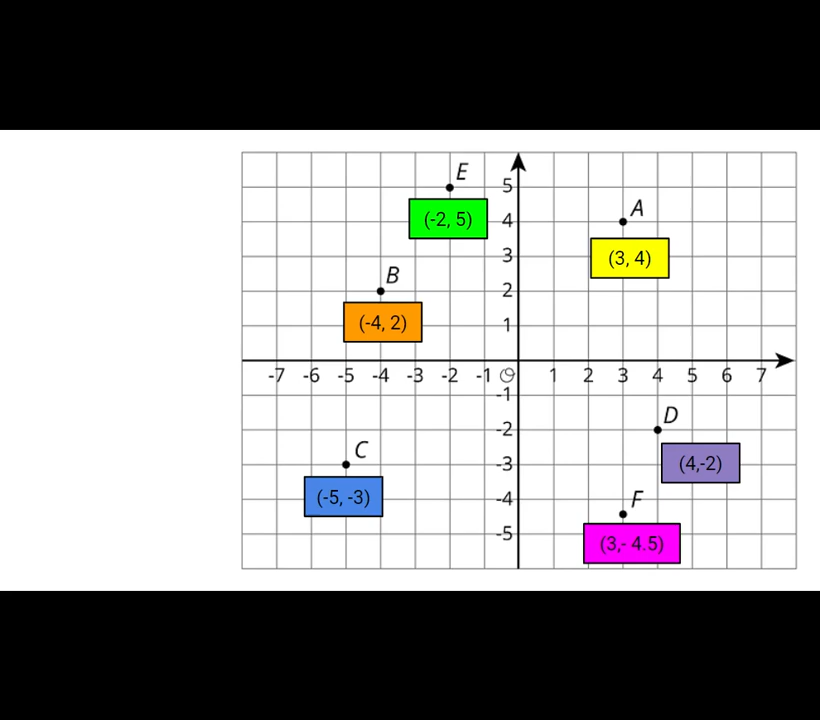 E
5
A
(-2, 5)
4
3
(3, 4)
B
2
(-4, 2)
1
-7 -6 -5 -4 -3 -2 -1 O 1 2 3 4 5 6 7
-1
D
-2
C
-3
(4,-2)
(-5, -3)
-4
F
-5
(3,- 4.5)